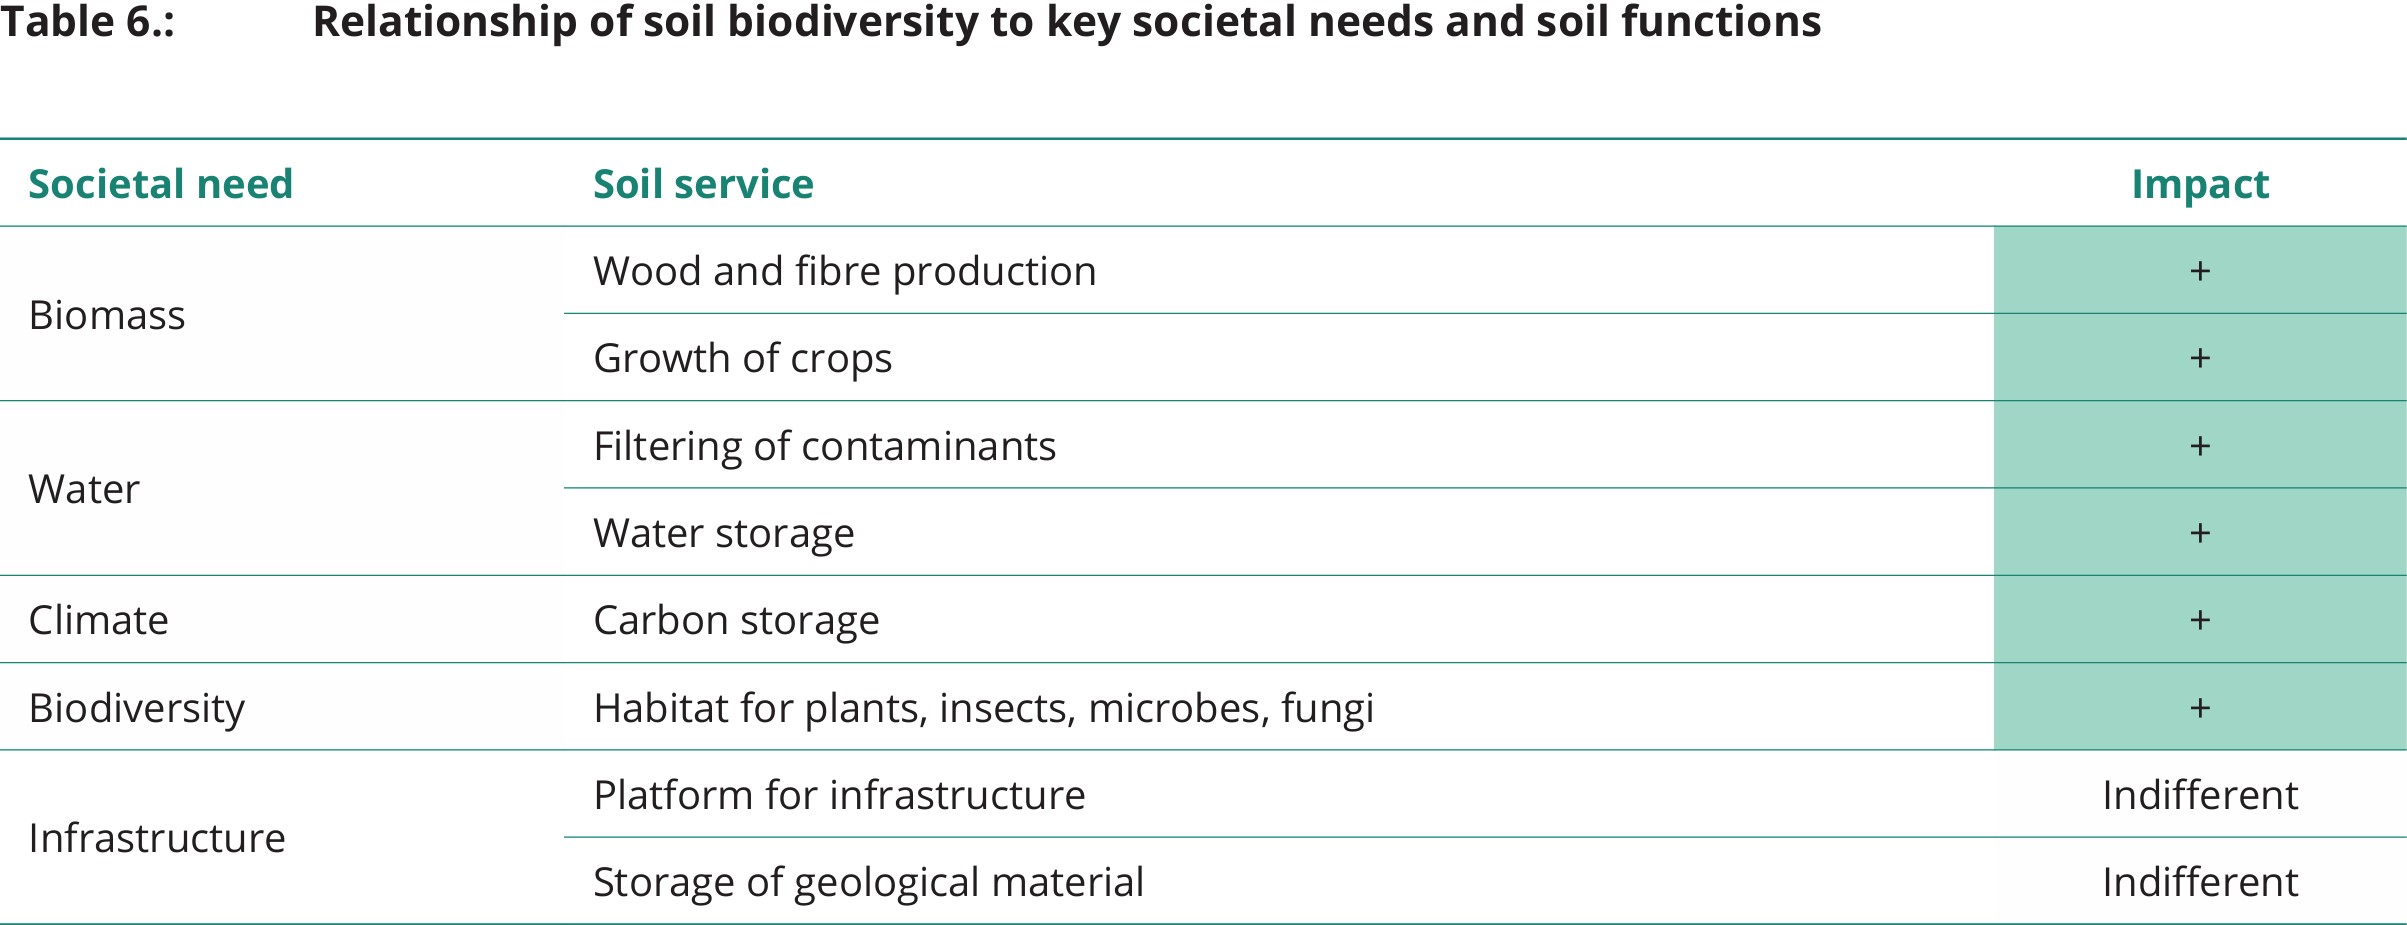 Table 6.: Relationship of soil biodiversity to key societal needs and soil functions
Societal need Soil service Impact
Biomass
Wood and fibre production +
Growth of crops +
Water
Filtering of contaminants +
Water storage +
Climate Carbon storage +
Biodiversity Habitat for plants, insects, microbes, fungi +
Infrastructure
Platform for infrastructure Indifferent
Storage of geological material Indifferent